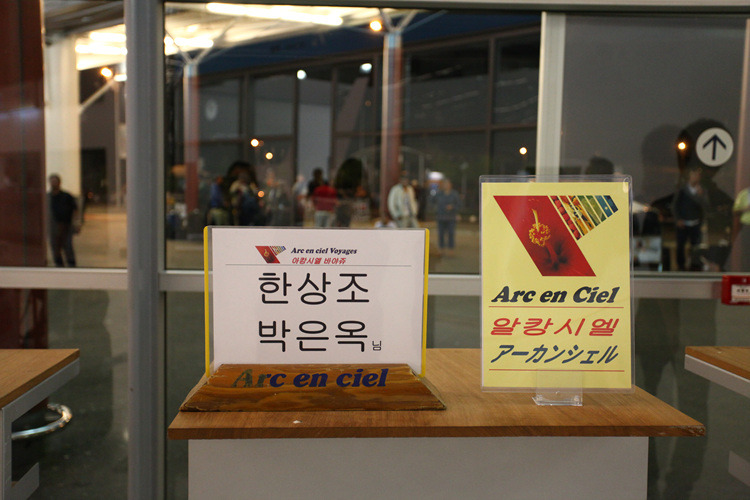 Arc en ciel Voyages
아캉시엘 바야쥬
한상조
박은옥님
Arc en ciel
Arc en Ciel
알캉시엘
アーカンシェル